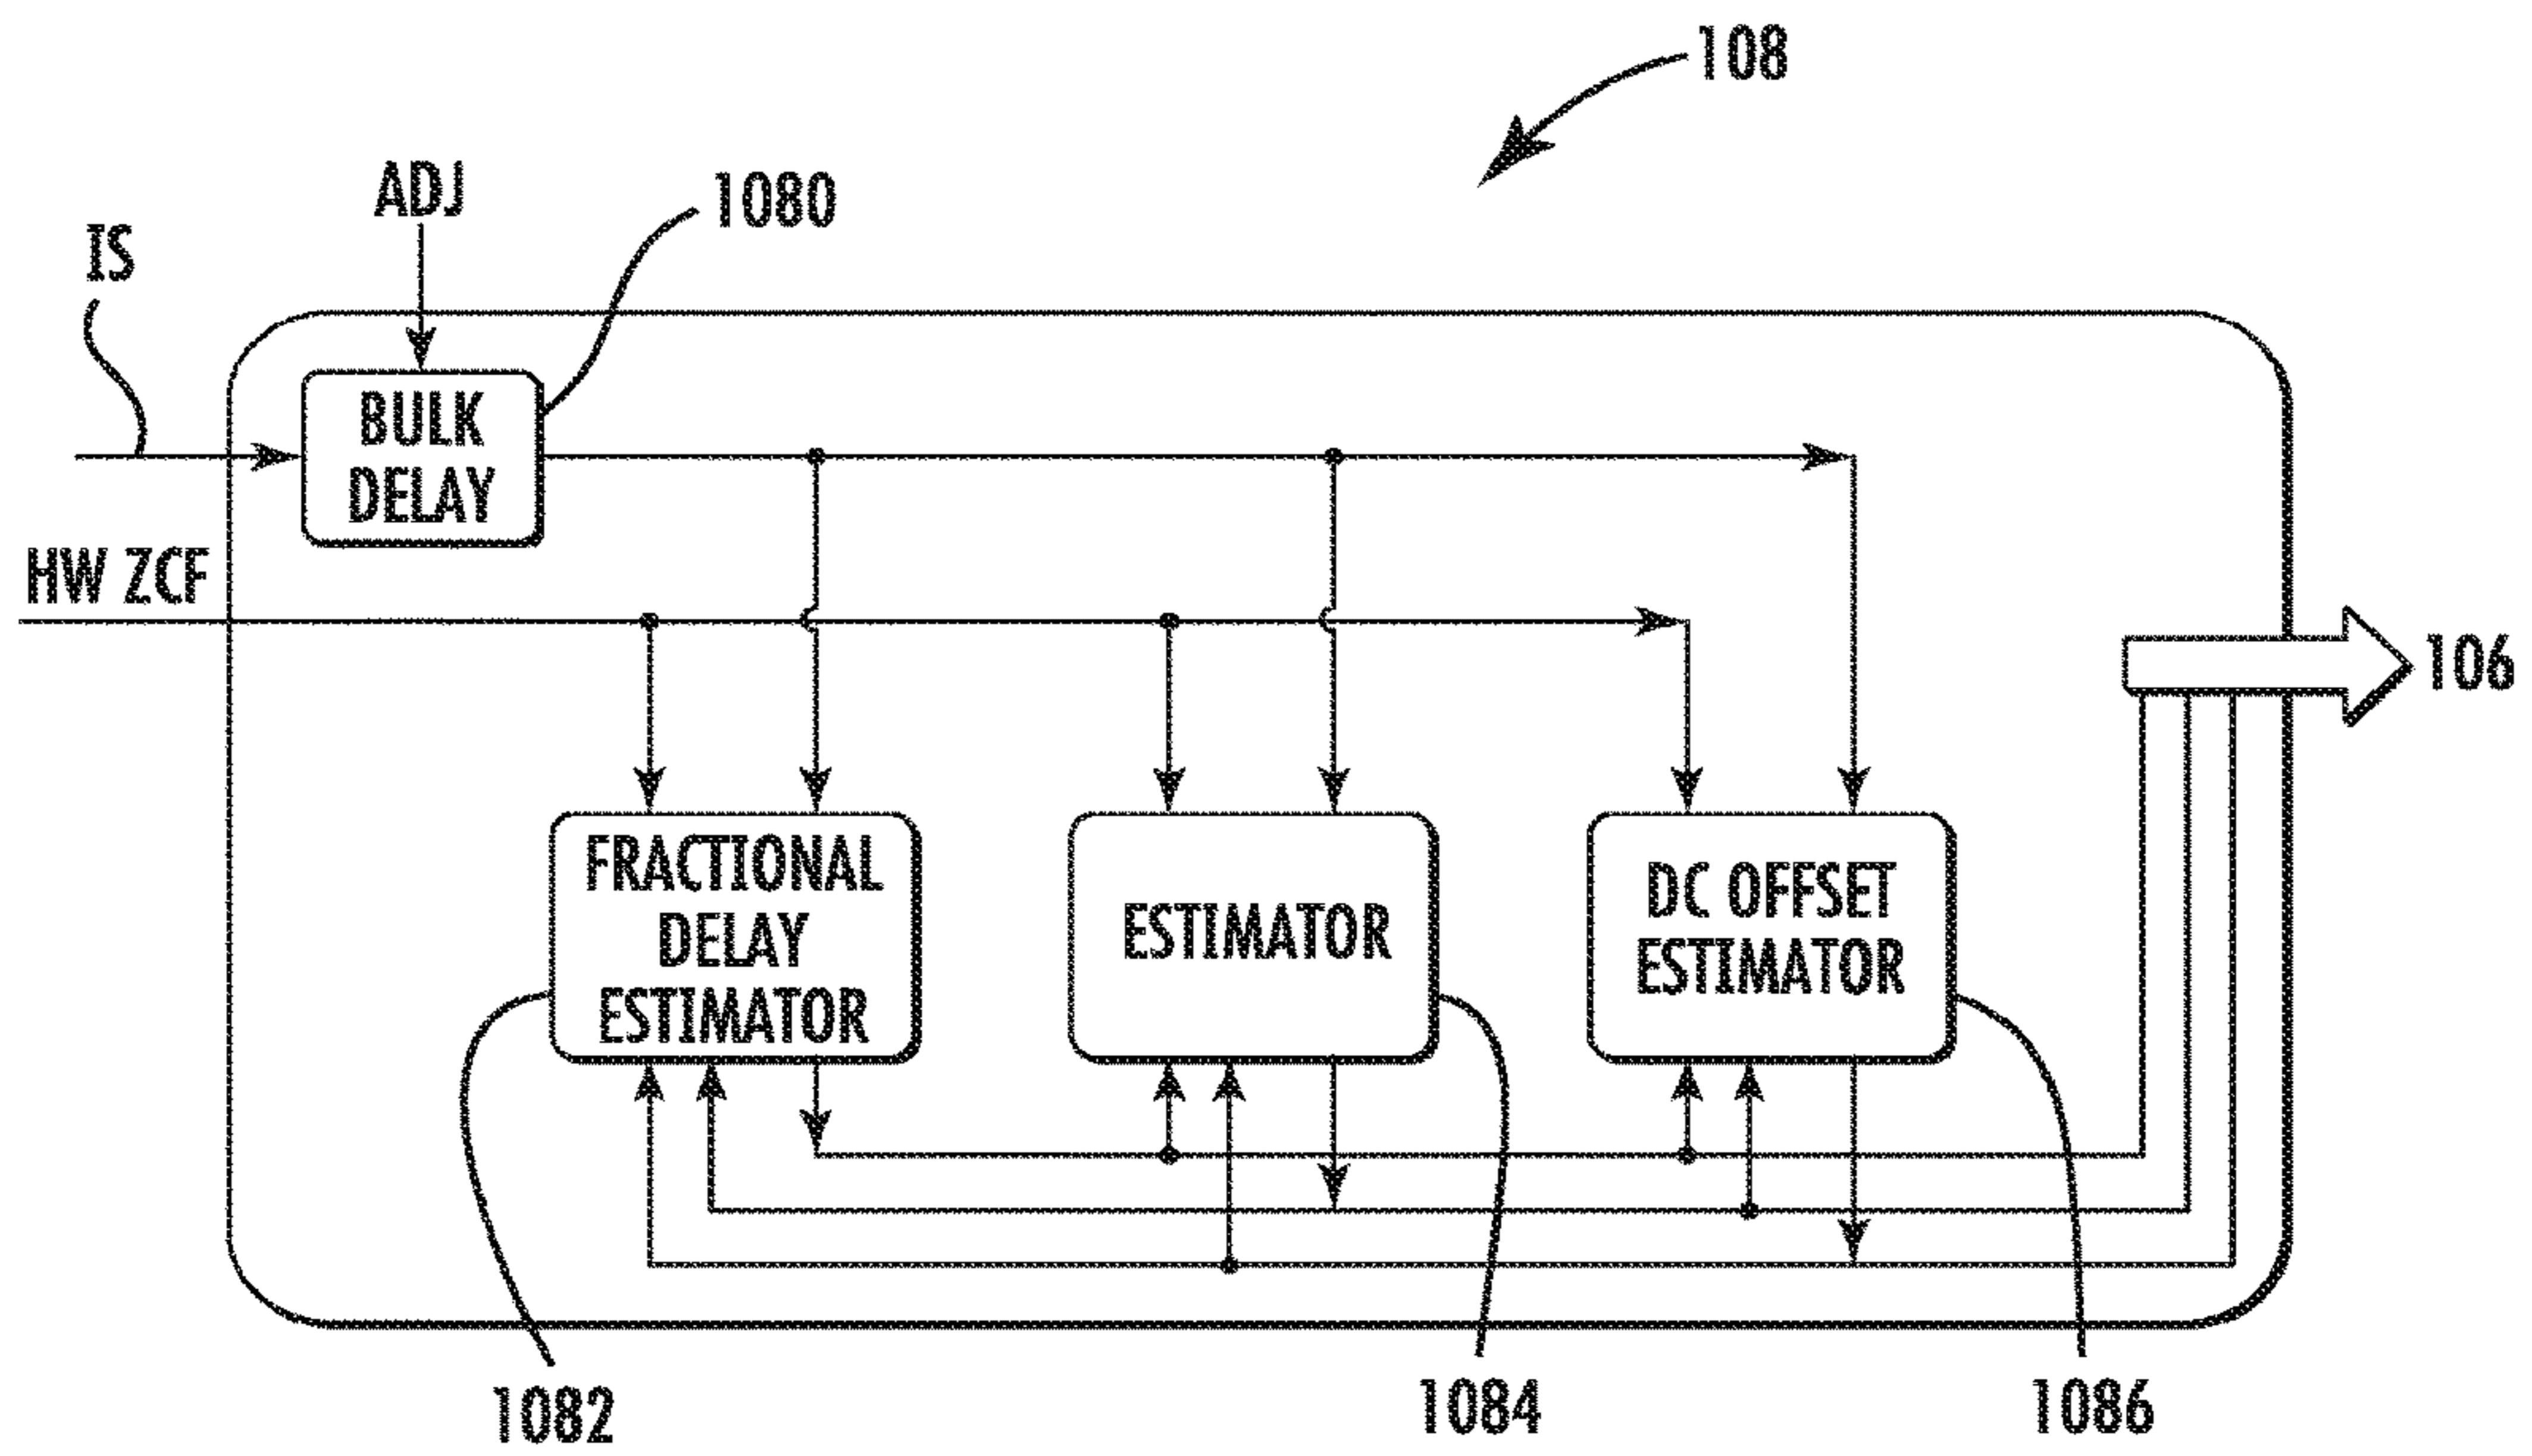 108
ADJ
1080
IS
BULK
DELAY
HW ZCF
106
FRACTIONAL
DELAY
ESTIMATOR
ESTIMATOR
DC OFFSET
ESTIMATOR
1082
1084
1086